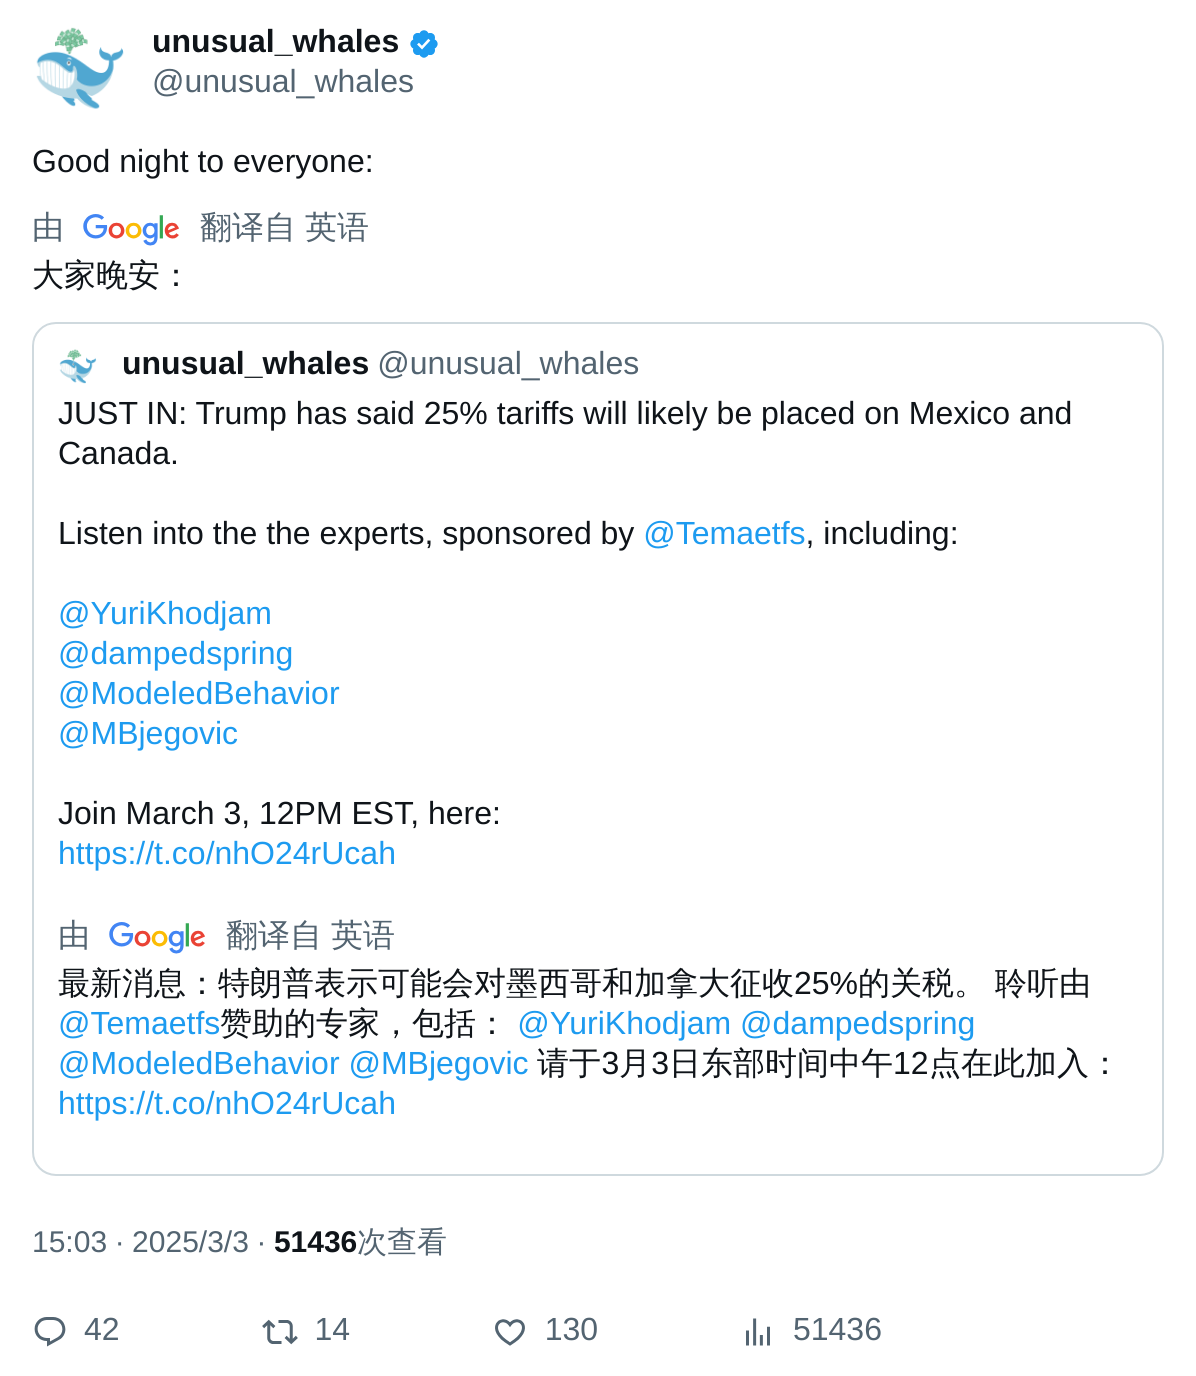 unusual_whales
@unusual_whales
Good night to everyone:
由 Google 翻译自 英语
大家晚安：
unusual_whales @unusual_whales
JUST IN: Trump has said 25% tariffs will likely be placed on Mexico and
Canada.
Listen into the the experts, sponsored by @Temaetfs, including:
@YuriKhodjam
@dampedspring
@ModeledBehavior
@MBjegovic
Join March 3, 12PM EST, here:
https://t.co/nhO24rUcah
由 Google 翻译自 英语
最新消息：特朗普表示可能会对墨西哥和加拿大征收25%的关税。 聆听由
@Temaetfs赞助的专家，包括： @YuriKhodjam @dampedspring
@ModeledBehavior @MBjegovic 请于3月3日东部时间中午12点在此加入：
https://t.co/nhO24rUcah
15:03 · 2025/3/3 · 51436次查看
42 14 130 51436